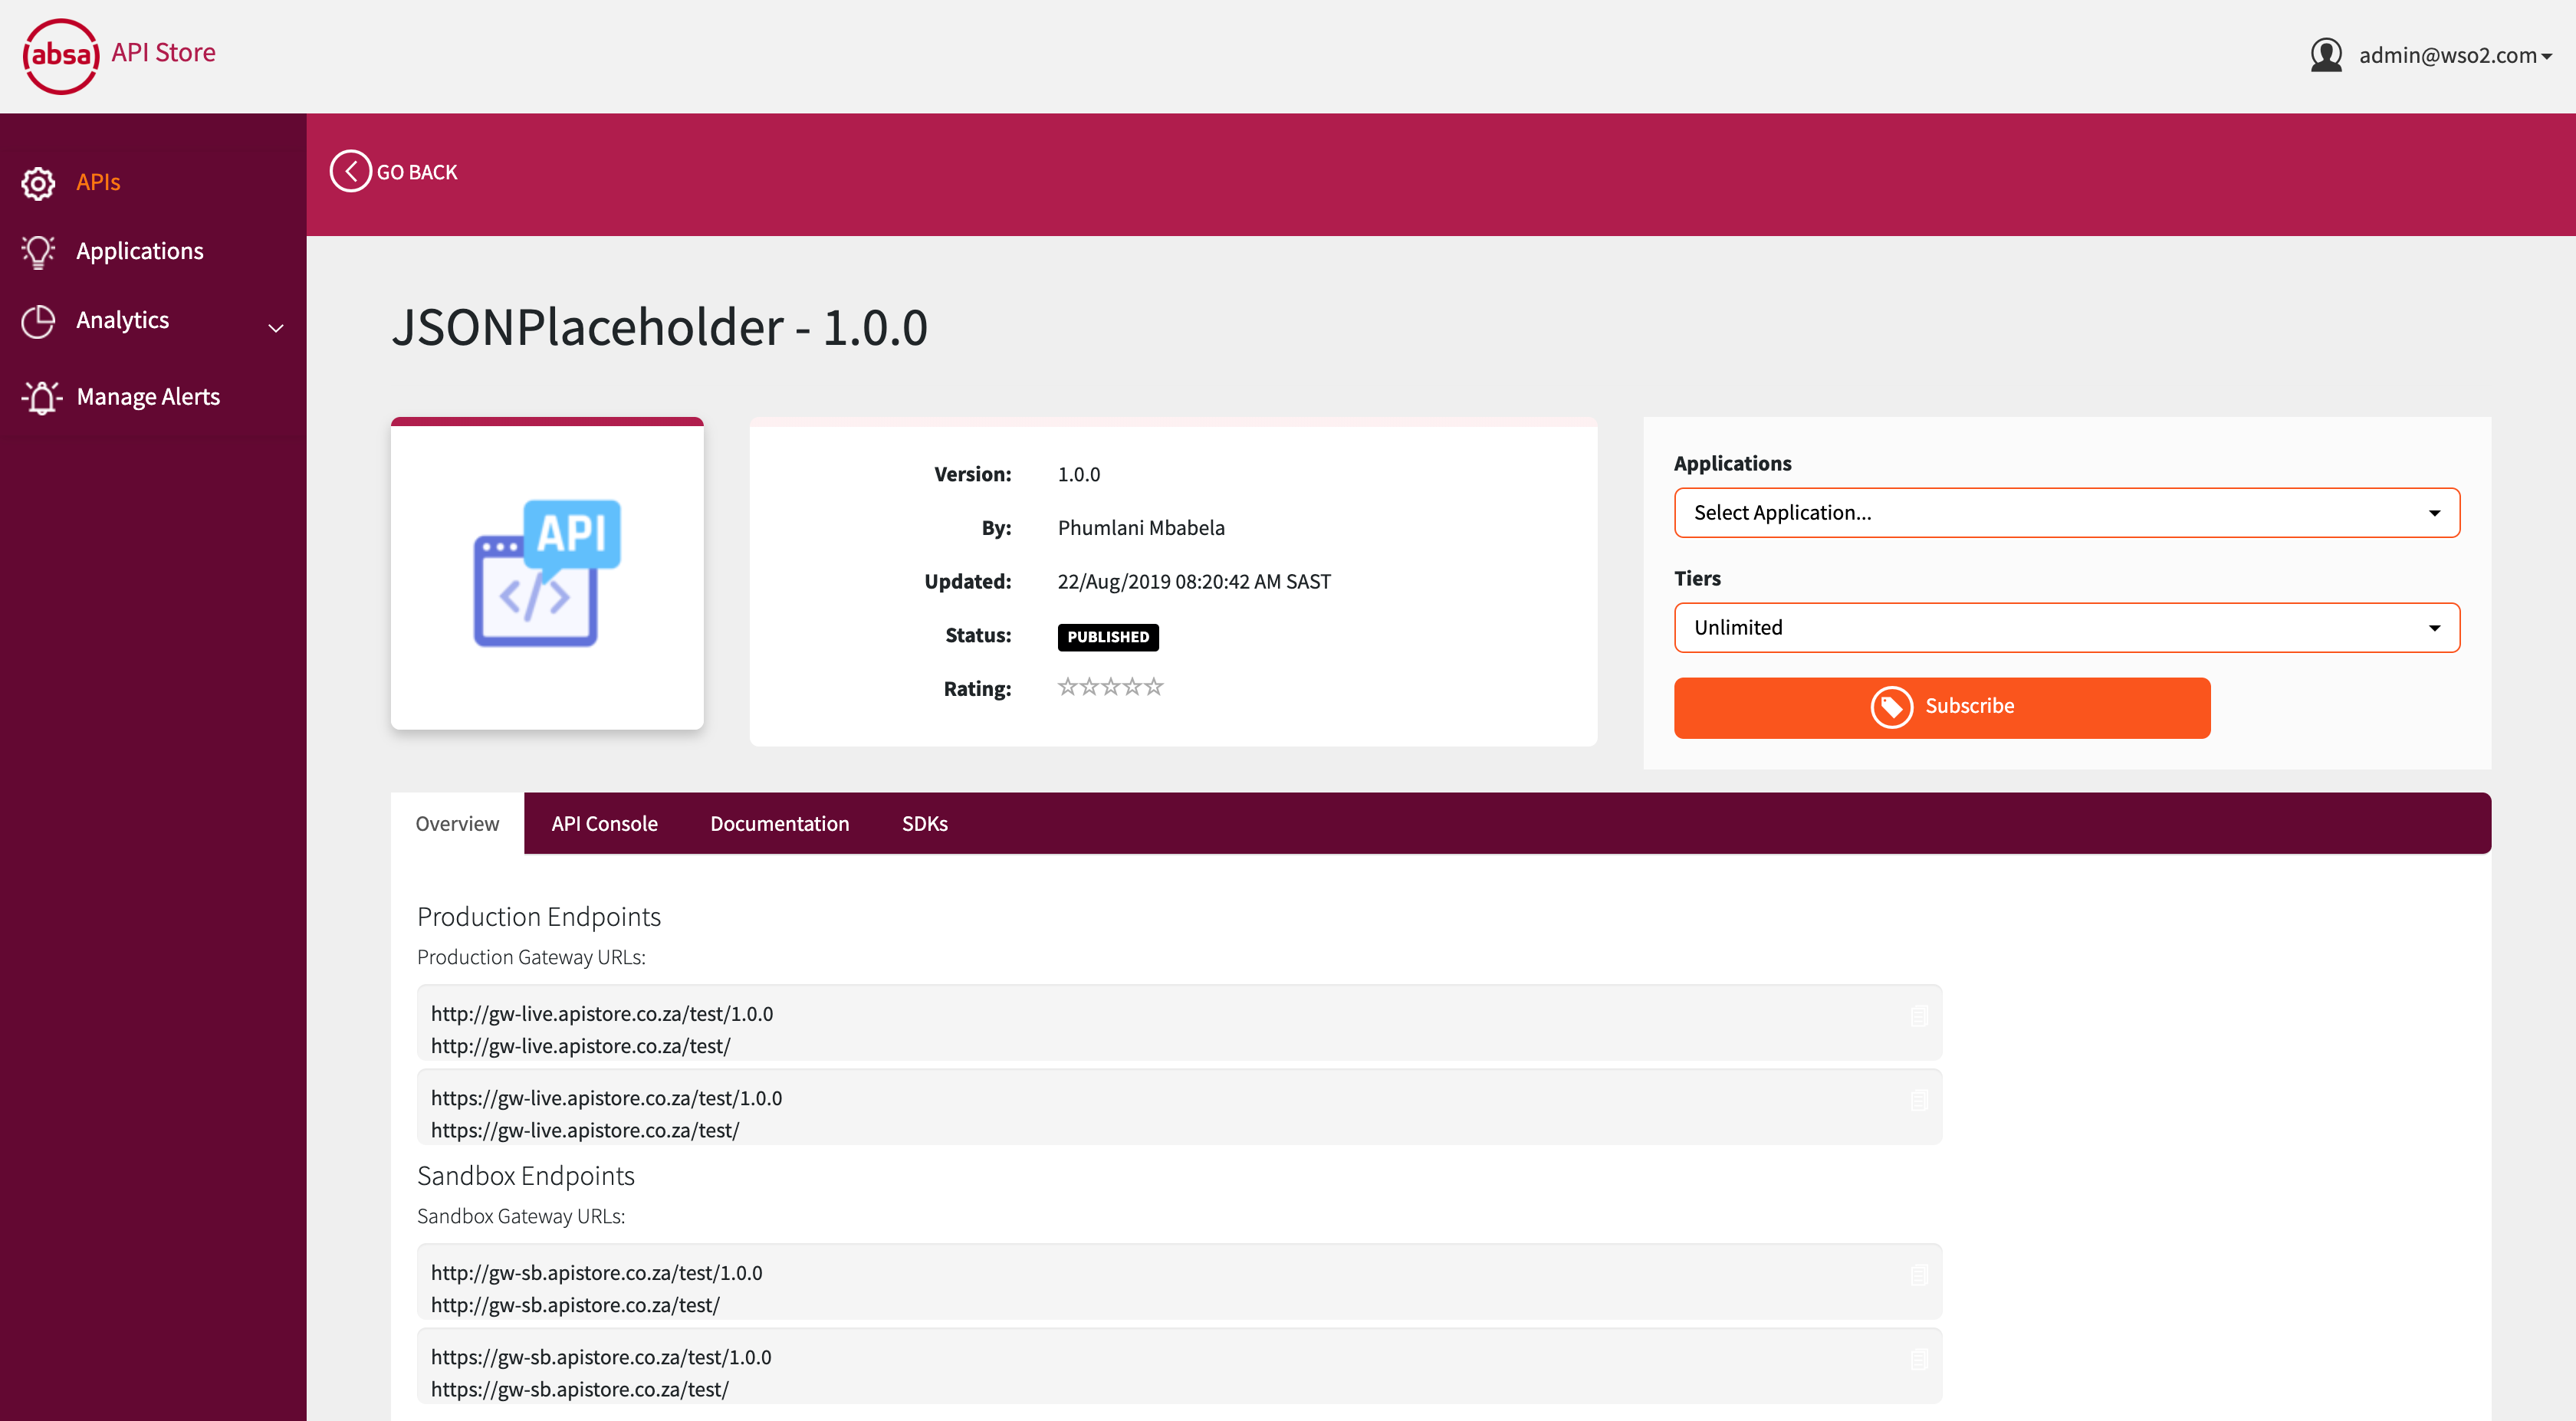 absa API Store
admin@wso2.com
APIs
Applications
Analytics
Manage Alerts
GO BACK
JSONPlaceholder - 1.0.0
API
</>
Version: 1.0.0
By: Phumlani Mbabela
Updated: 22/Aug/2019 08:20:42 AM SAST
Status: PUBLISHED
Rating:
Applications
Select Application...
Tiers
Unlimited
Subscribe
Overview API Console Documentation SDKs
Production Endpoints
Production Gateway URLs:
http://gw-live.apistore.co.za/test/1.0.0
http://gw-live.apistore.co.za/test/
https://gw-live.apistore.co.za/test/1.0.0
https://gw-live.apistore.co.za/test/
Sandbox Endpoints
Sandbox Gateway URLs:
http://gw-sb.apistore.co.za/test/1.0.0
http://gw-sb.apistore.co.za/test/
https://gw-sb.apistore.co.za/test/1.0.0
https://gw-sb.apistore.co.za/test/